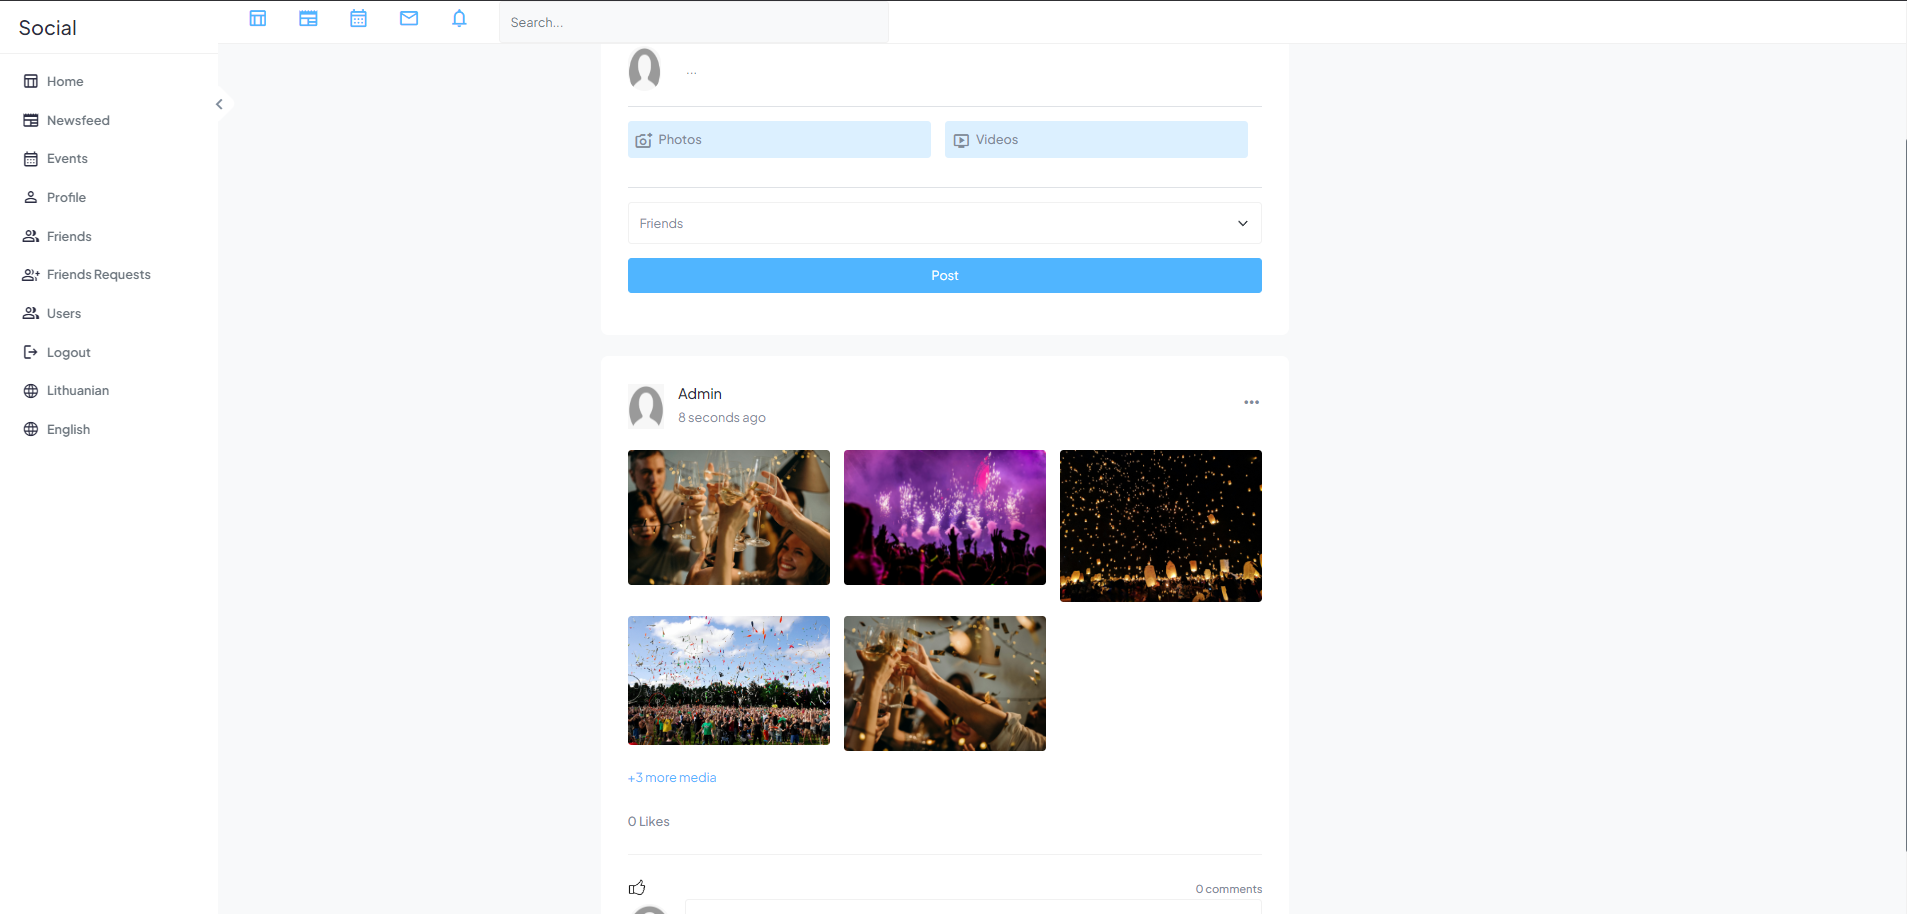 Social
Search...
Home
Newsfeed
Events
Profile
Friends
Friends Requests
Users
Logout
Lithuanian
English
...
Photos
Videos
Friends
Post
Admin
8 seconds ago
+3 more media
0 Likes
0 comments